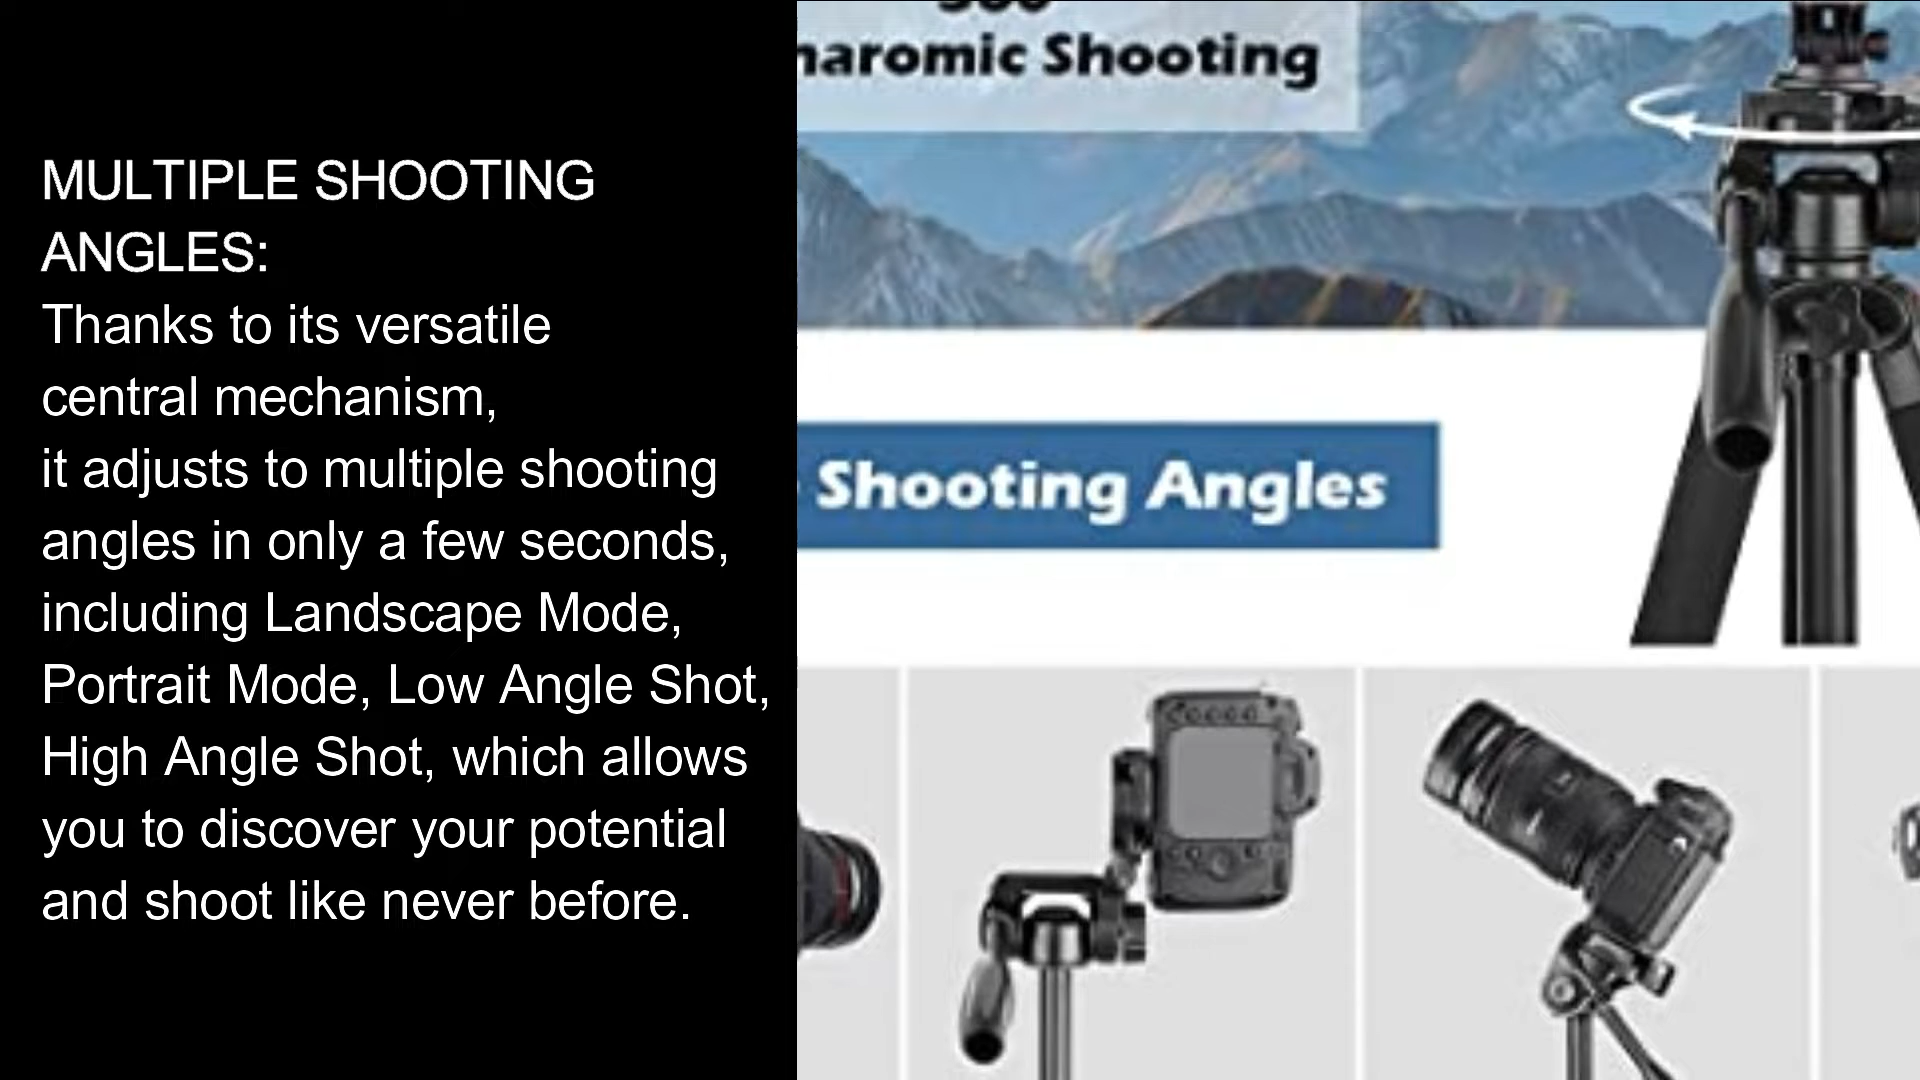 MULTIPLE SHOOTING
ANGLES:
Thanks to its versatile
central mechanism,
it adjusts to multiple shooting
angles in only a few seconds,
including Landscape Mode,
Portrait Mode, Low Angle Shot,
High Angle Shot, which allows
you to discover your potential
and shoot like never before.
Shooting
Shooting Angles